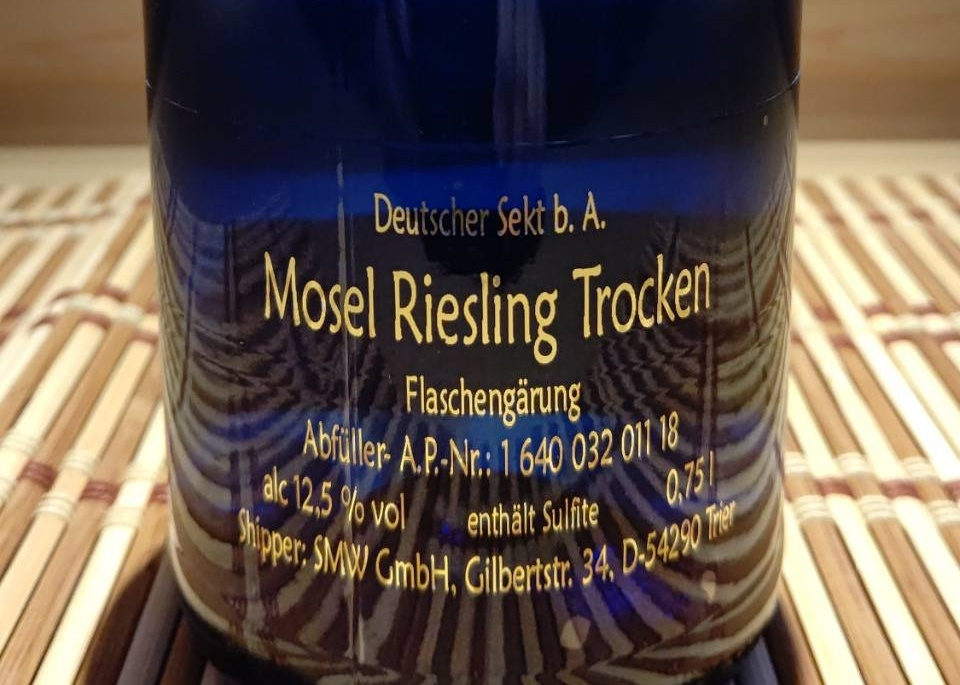 Deutscher Sekt b. A.
Mosel Riesling Trocken
Flaschengärung
Abfüller- A.P.-Nr.: 1 640 032 011 18
alc 12,5 % vol enthält Sulfite 0,75 l
Shipper: SMW GmbH, Gilbertstr. 34, D-54290 Trier